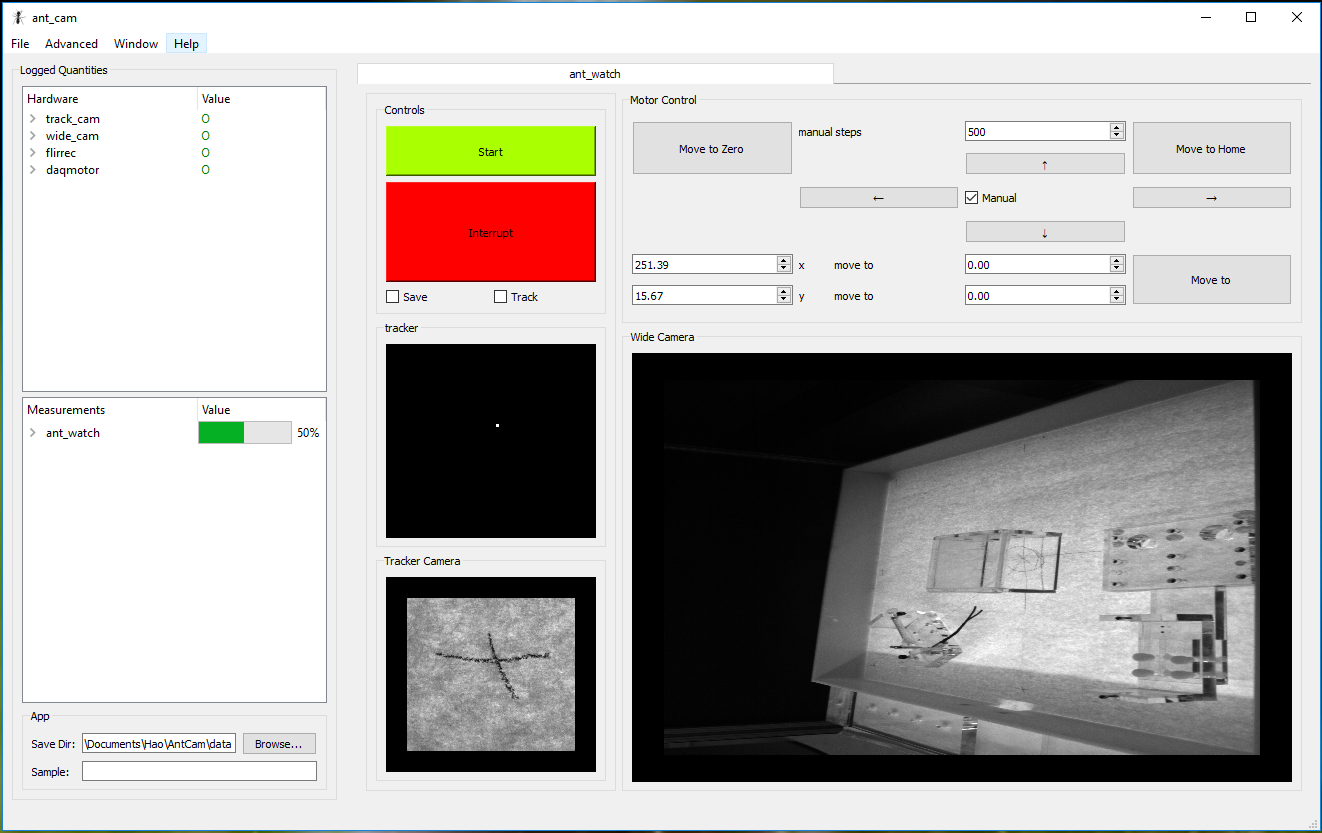 ant_cam
File Advanced Window Help
Logged Quantities
Hardware Value
track_cam O
wide_cam O
flirrec O
daqmotor O
Measurements Value
ant_watch 50%
App
Save Dir: \Documents\Hao\AntCam\data Browse...
Sample:
ant_watch
Controls
Start
Interrupt
Save Track
tracker
Tracker Camera
Motor Control
Move to Zero manual steps 500 Move to Home
↑
← Manual →
↓
251.39 x move to 0.00
15.67 y move to 0.00
Move to
Wide Camera